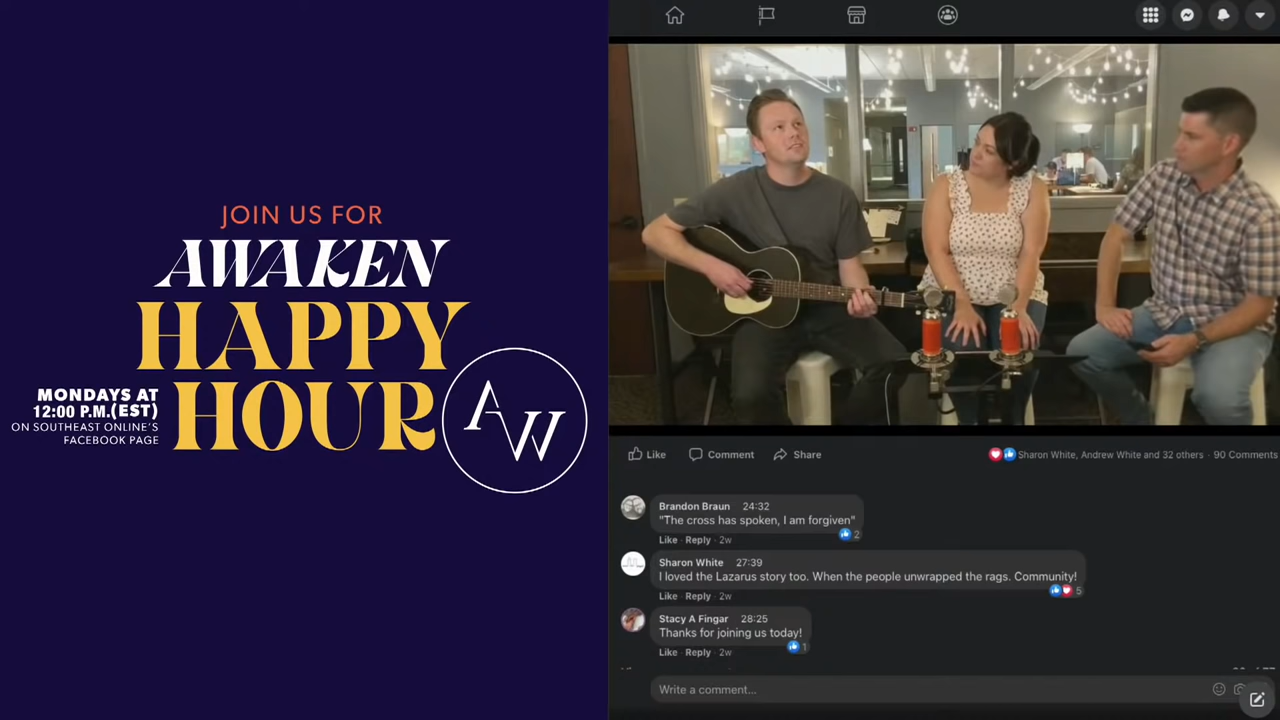 JOIN US FOR
AWAKEN
HAPPY
HOUR
MONDAYS AT
12:00 P.M.(EST)
ON SOUTHEAST ONLINE'S
FACEBOOK PAGE
AW
Like Comment Share
Sharon White, Andrew White and 32 others · 90 Comments
Brandon Braun 24:32
"The cross has spoken, I am forgiven"
2
Like · Reply · 2w
Sharon White 27:39
I loved the Lazarus story too. When the people unwrapped the rags. Community!
5
Like · Reply · 2w
Stacy A Fingar 28:25
Thanks for joining us today!
1
Like · Reply · 2w
Write a comment...